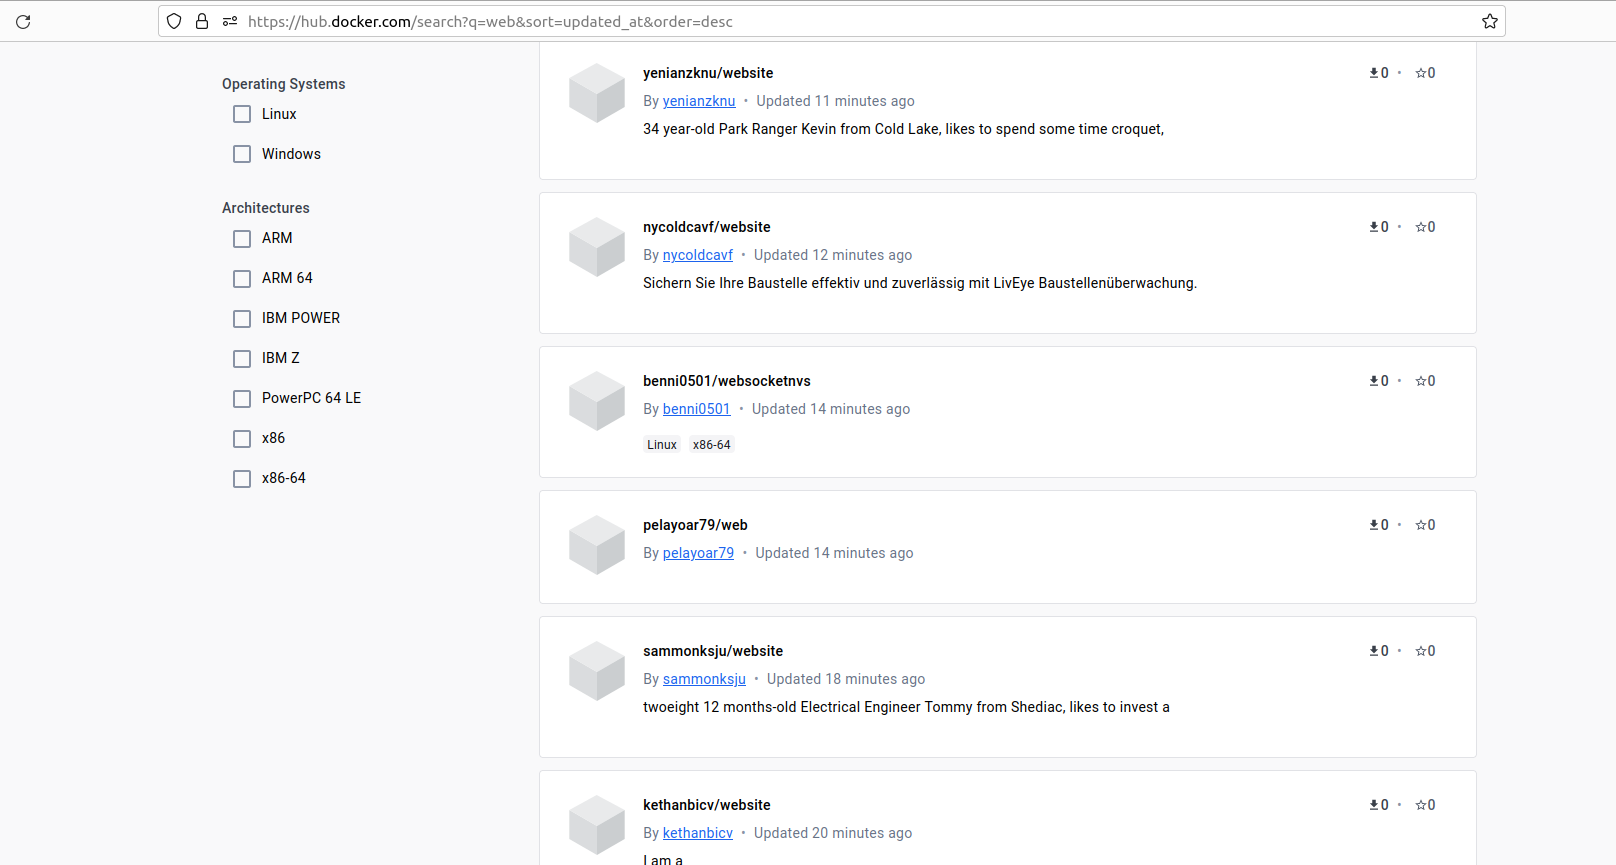 https://hub.docker.com/search?q=web&sort=updated_at&order=desc
Operating Systems
Linux
Windows
Architectures
ARM
ARM 64
IBM POWER
IBM Z
PowerPC 64 LE
x86
x86-64
yenianzknu/website
0 • 0
By yenianzknu • Updated 11 minutes ago
34 year-old Park Ranger Kevin from Cold Lake, likes to spend some time croquet,
nycoldcavf/website
0 • 0
By nycoldcavf • Updated 12 minutes ago
Sichern Sie Ihre Baustelle effektiv und zuverlässig mit LivEye Baustellenüberwachung.
benni0501/websocketnvs
0 • 0
By benni0501 • Updated 14 minutes ago
Linux x86-64
pelayoar79/web
0 • 0
By pelayoar79 • Updated 14 minutes ago
sammonksju/website
0 • 0
By sammonksju • Updated 18 minutes ago
twoeight 12 months-old Electrical Engineer Tommy from Shediac, likes to invest a
kethanbicv/website
0 • 0
By kethanbicv • Updated 20 minutes ago
I am a